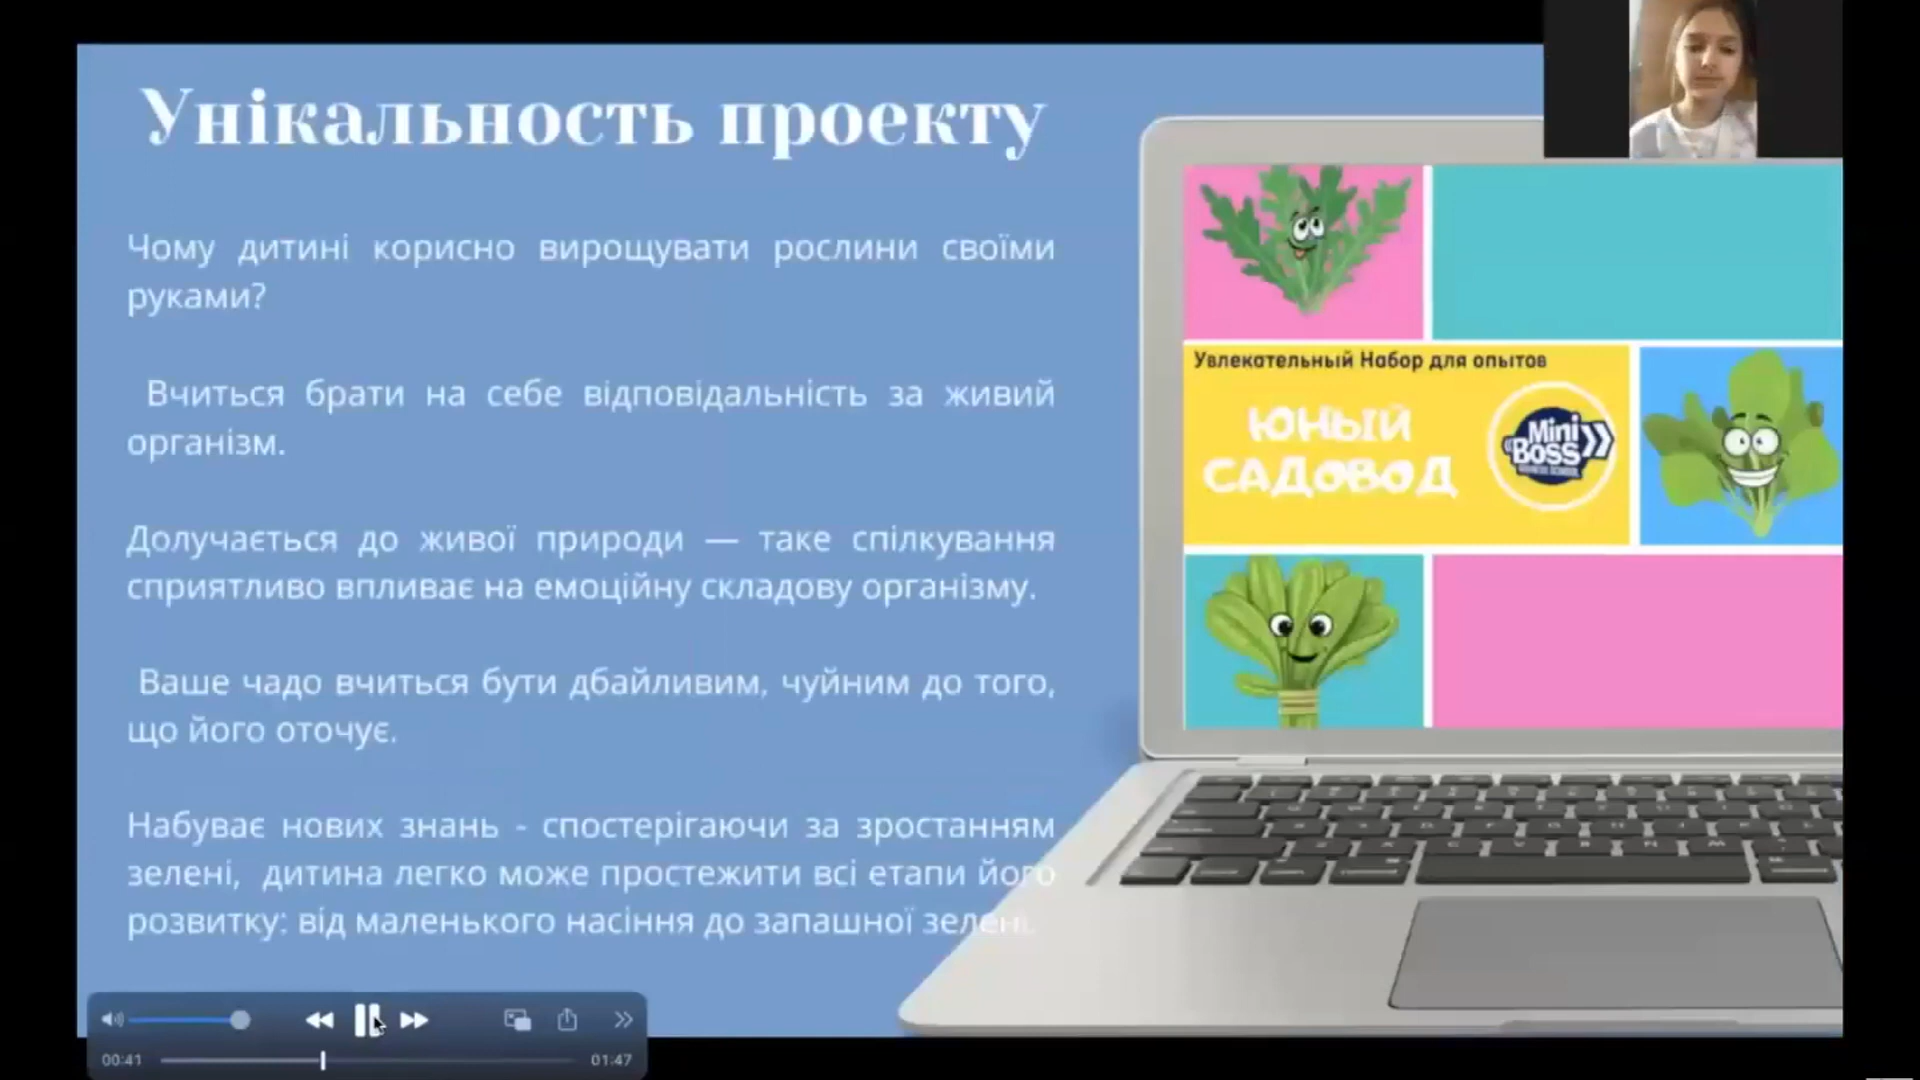 Унікальность проекту
Чому дитині корисно вирощувати рослини своїми
руками?
Вчиться брати на себе відповідальність за живий
організм.
Долучається до живої природи — таке спілкування
сприятливо впливає на емоційну складову організму.
Ваше чадо вчиться бути дбайливим, чуйним до того,
що його оточує.
Набуває нових знань - спостерігаючи за зростанням
зелені, дитина легко може простежити всі етапи його
розвитку: від маленького насіння до запашної зелені.
Увлекательный Набор для опытов
ЮНЫЙ
САДОВОД
Mini
BOSS
BUSINESS SCHOOL
00:41
01:47